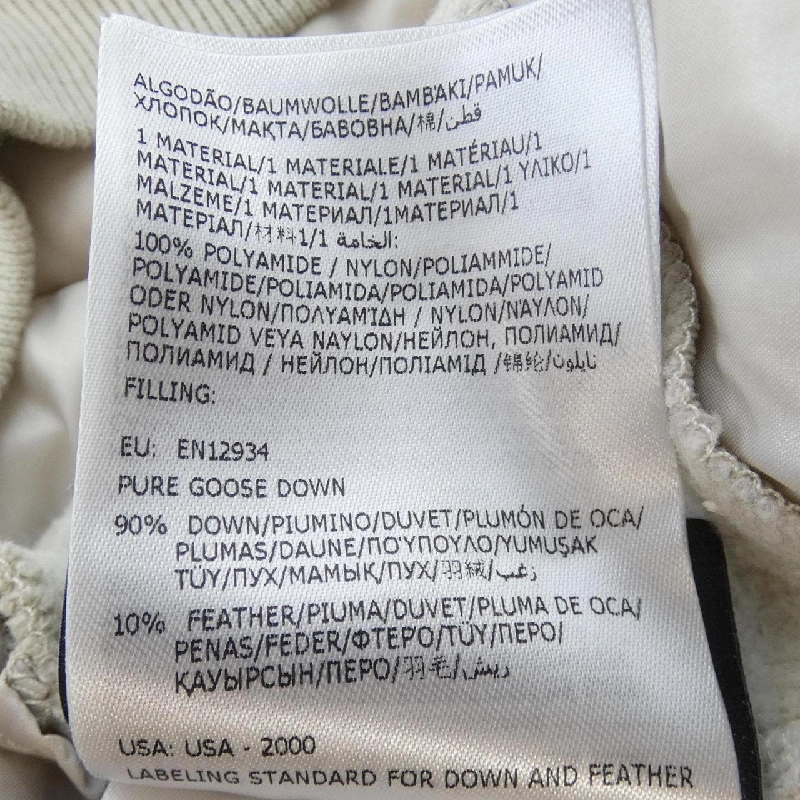 ALGODÃO/BAUMWOLLE/BAMBAKI/PAMUK/
ХЛОПОК/МАҚТА/БАВОВНА/棉/قطن
1 MATERIAL/1 MATERIALE/1 MATÉRIAU/1
MATERIAL/1 MATERIAL/1 MATERIAL/1 ΥΛΙΚΟ/1
MALZEME/1 МАТЕРИАЛ/1МАТЕРИАЛ/1
МАТЕРІАЛ/材料1/1 الخامة:
100% POLYAMIDE / NYLON/POLIAMMIDE/
POLYAMIDE/POLIAMIDA/POLIAMIDA/POLYAMID
ODER NYLON/ΠΟΛΥΑΜΊΔΗ / NYLON/ΝΆΥΛΟΝ/
POLYAMID VEYA NAYLON/НЕЙЛОН, ПОЛИАМИД/
ПОЛИАМИД / НЕЙЛОН/ПОЛІАМІД /锦纶/نايلون
FILLING:
EU: EN12934
PURE GOOSE DOWN
90% DOWN/PIUMINO/DUVET/PLUMÓN DE OCA/
PLUMAS/DAUNE/ΠΟΎΠΟΥΛΟ/YUMUŞAK
TÜY/ПУХ/МАМЫҚ/ПУХ/羽絨/زغب
10% FEATHER/PIUMA/DUVET/PLUMA DE OCA/
PENAS/FEDER/ΦΤΕΡΟ/TÜY/ПЕРО/
ҚАУЫРСЫН/ПЕРО/羽毛/ريش
USA: USA - 2000
LABELING STANDARD FOR DOWN AND FEATHER